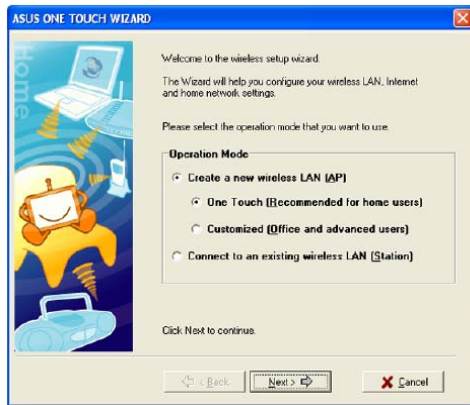 ASUS ONE TOUCH WIZARD
Home
Welcome to the wireless setup wizard.
The Wizard will help you configure your wireless LAN, Internet
and home network settings.
Please select the operation mode that you want to use.
Operation Mode
Create a new wireless LAN (AP)
One Touch (Recommended for home users)
Customized (Office and advanced users)
Connect to an existing wireless LAN (Station)
Click Next to continue.
< Back
Next >
Cancel